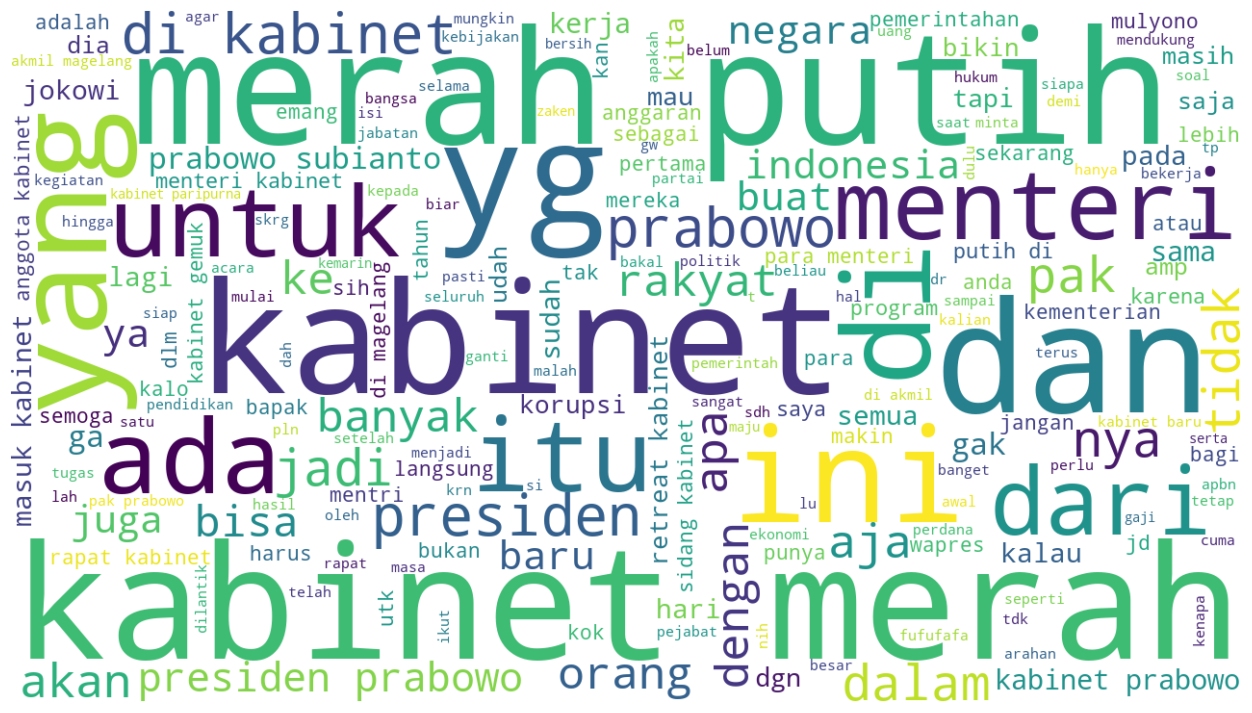 adalah
agar
di kabinet
mungkin
kebijakan
kerja
negara
pemerintahan
uang
mulyono
mendukung
dia
akmil magelang
merah
putih
bersih
kan
apakah
kita
belum
bikin
masih
jokowi
yang
emang
bangsa
isi
jabatan
selama
zaken
mau
anggaran
sebagai
hukum
tapi
siapa
demi
soal
saja
saat
minta
lebih
prabowo subianto
menteri kabinet
yg
gw
pertama
partai
indonesia
dulu
sekarang
pada
tp
hanya
bekerja
kegiatan
kabinet paripurna
kepada
biar
mereka
buat
menteri
hingga
untuk
skrg
prabowo
atau
sama
masuk kabinet anggota kabinet
lagi
kabinet gemuk
acara
kemarin
ke
sih
di magelang
tahun
pasti
seluruh
udah
tak
bakal
politik
rakyat
para menteri
beliau
di
hal
dr
putih di
anda
pak
amp
karena
ya
mulai
siap
dlm
dah
kabinet
ganti
sudah
malah
program
sampai
kalian
kementerian
tidak
pemerintah
para
dan
terus
kalo
semoga
satu
pendidikan
bapak
banyak
korupsi
retreat kabinet
sangat
sdh
saya
semua
jangan
kabinet baru
serta
ga
ada
pln
setelah
jadi
menjadi
langsung
itu
apa
maju
makin
ini
gak
banget
perlu
nya
bagi
tugas
lah
pak prabowo
hasil
mentri
krn
si
lu
awal
dari
apbn
tetap
juga
bisa
oleh
presiden
sidang kabinet
ekonomi
perdana
gaji
cuma
rapat kabinet
harus
rapat
bukan
masa
baru
dengan
punya
aja
wapres
kalau
jd
kabinet
dilantik
telah
utk
ikut
kok
hari
pejabat
merah
nih
seperti
tdk
fufufafa
arahan
kenapa
akan
presiden prabowo
orang
dgn
besar
dalam
kabinet prabowo